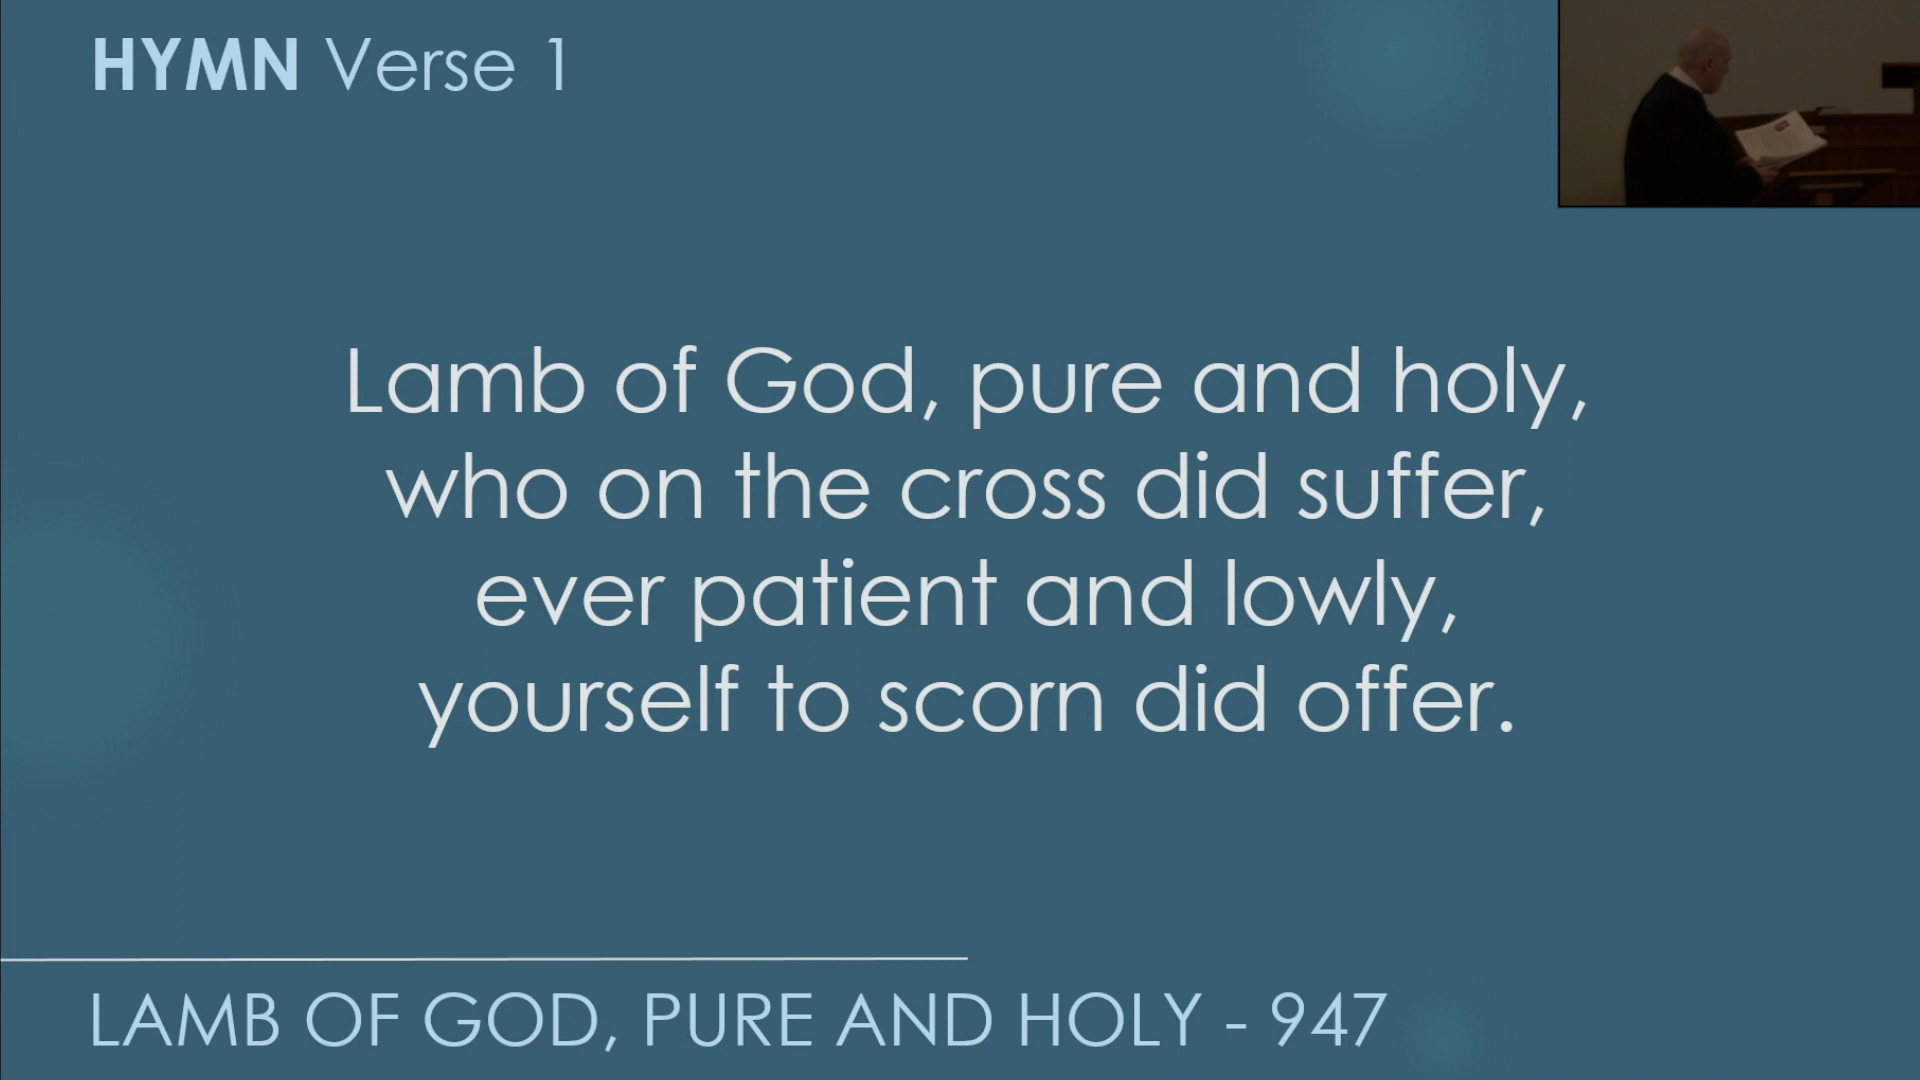 HYMN Verse 1
Lamb of God, pure and holy,
who on the cross did suffer,
ever patient and lowly,
yourself to scorn did offer.
LAMB OF GOD, PURE AND HOLY - 947